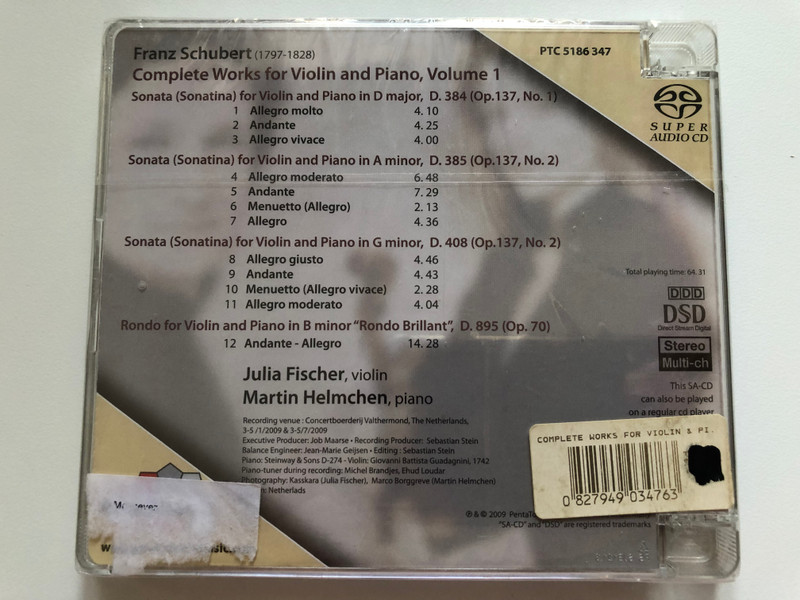 Franz Schubert (1797-1828)
PTC 5186 347
Complete Works for Violin and Piano, Volume 1
Sonata (Sonatina) for Violin and Piano in D major, D. 384 (Op.137, No. 1)
1 Allegro molto 4. 10
2 Andante 4. 25
3 Allegro vivace 4. 00
SUPER AUDIO CD
Sonata (Sonatina) for Violin and Piano in A minor, D. 385 (Op.137, No. 2)
4 Allegro moderato 6. 48
5 Andante 7. 29
6 Menuetto (Allegro) 2. 13
7 Allegro 4. 36
Sonata (Sonatina) for Violin and Piano in G minor, D. 408 (Op.137, No. 2)
8 Allegro giusto 4. 46
9 Andante 4. 43
10 Menuetto (Allegro vivace) 2. 28
11 Allegro moderato 4. 04
Total playing time: 64. 31
Rondo for Violin and Piano in B minor “Rondo Brillant”, D. 895 (Op. 70)
12 Andante - Allegro 14. 28
DDD
DSD
Direct Stream Digital
Stereo
Multi-ch
Julia Fischer, violin
Martin Helmchen, piano
This SA-CD
can also be played
on a regular cd player
Recording venue : Concertboerderij Valthermond, The Netherlands,
3-5 /1/2009 & 3-5/7/2009
Executive Producer: Job Maarse • Recording Producer: Sebastian Stein
Balance Engineer: Jean-Marie Geijsen • Editing : Sebastian Stein
Piano: Steinway & Sons D-274 - Violin: Giovanni Battista Guadagnini, 1742
Piano-tuner during recording: Michel Brandjes, Ehud Loudar
Photography: Kasskara (Julia Fischer), Marco Borggreve (Martin Helmchen)
Netherlads
COMPLETE WORKS FOR VIOLIN & PI.
0 827949 034763
℗ & © 2009
"SA-CD" and "DSD" are registered trademarks